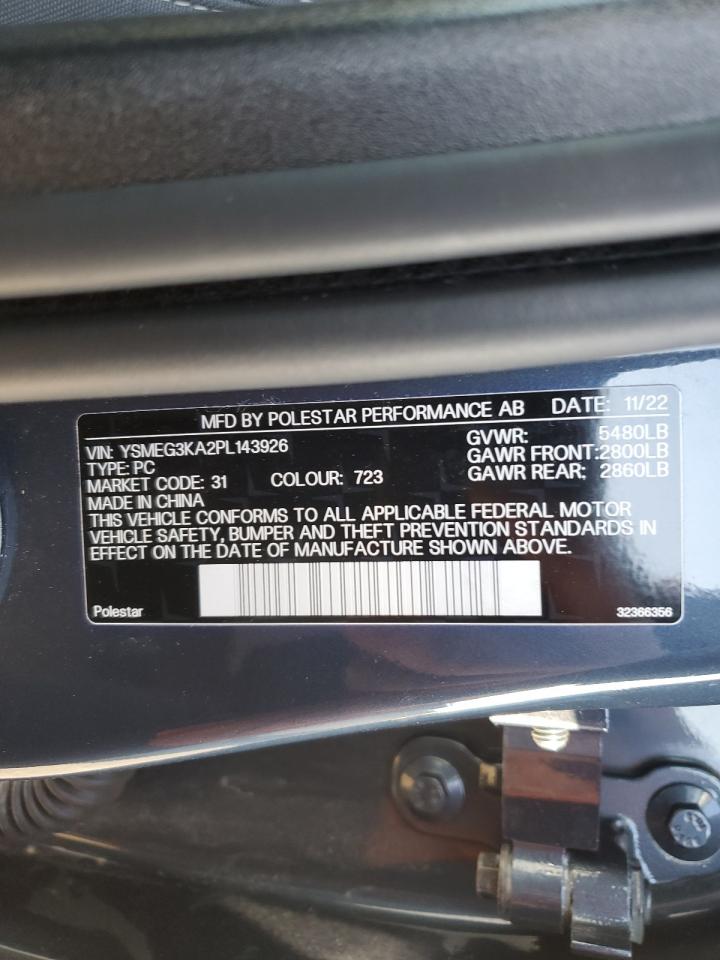 MFD BY POLESTAR PERFORMANCE AB DATE: 11/22
VIN: YSMEG3KA2PL143926 GVWR: 5480LB
TYPE: PC GAWR FRONT: 2800LB
MARKET CODE: 31 COLOUR: 723 GAWR REAR: 2860LB
MADE IN CHINA
THIS VEHICLE CONFORMS TO ALL APPLICABLE FEDERAL MOTOR
VEHICLE SAFETY, BUMPER AND THEFT PREVENTION STANDARDS IN
EFFECT ON THE DATE OF MANUFACTURE SHOWN ABOVE.
Polestar 32366356